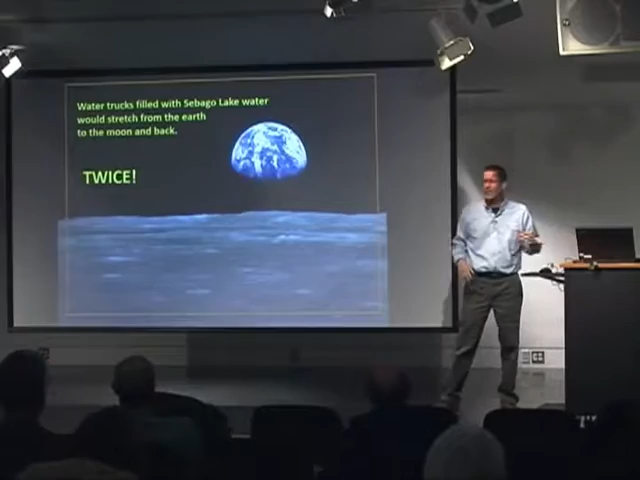 Water trucks filled with Sebago Lake water
would stretch from the earth
to the moon and back.
TWICE!